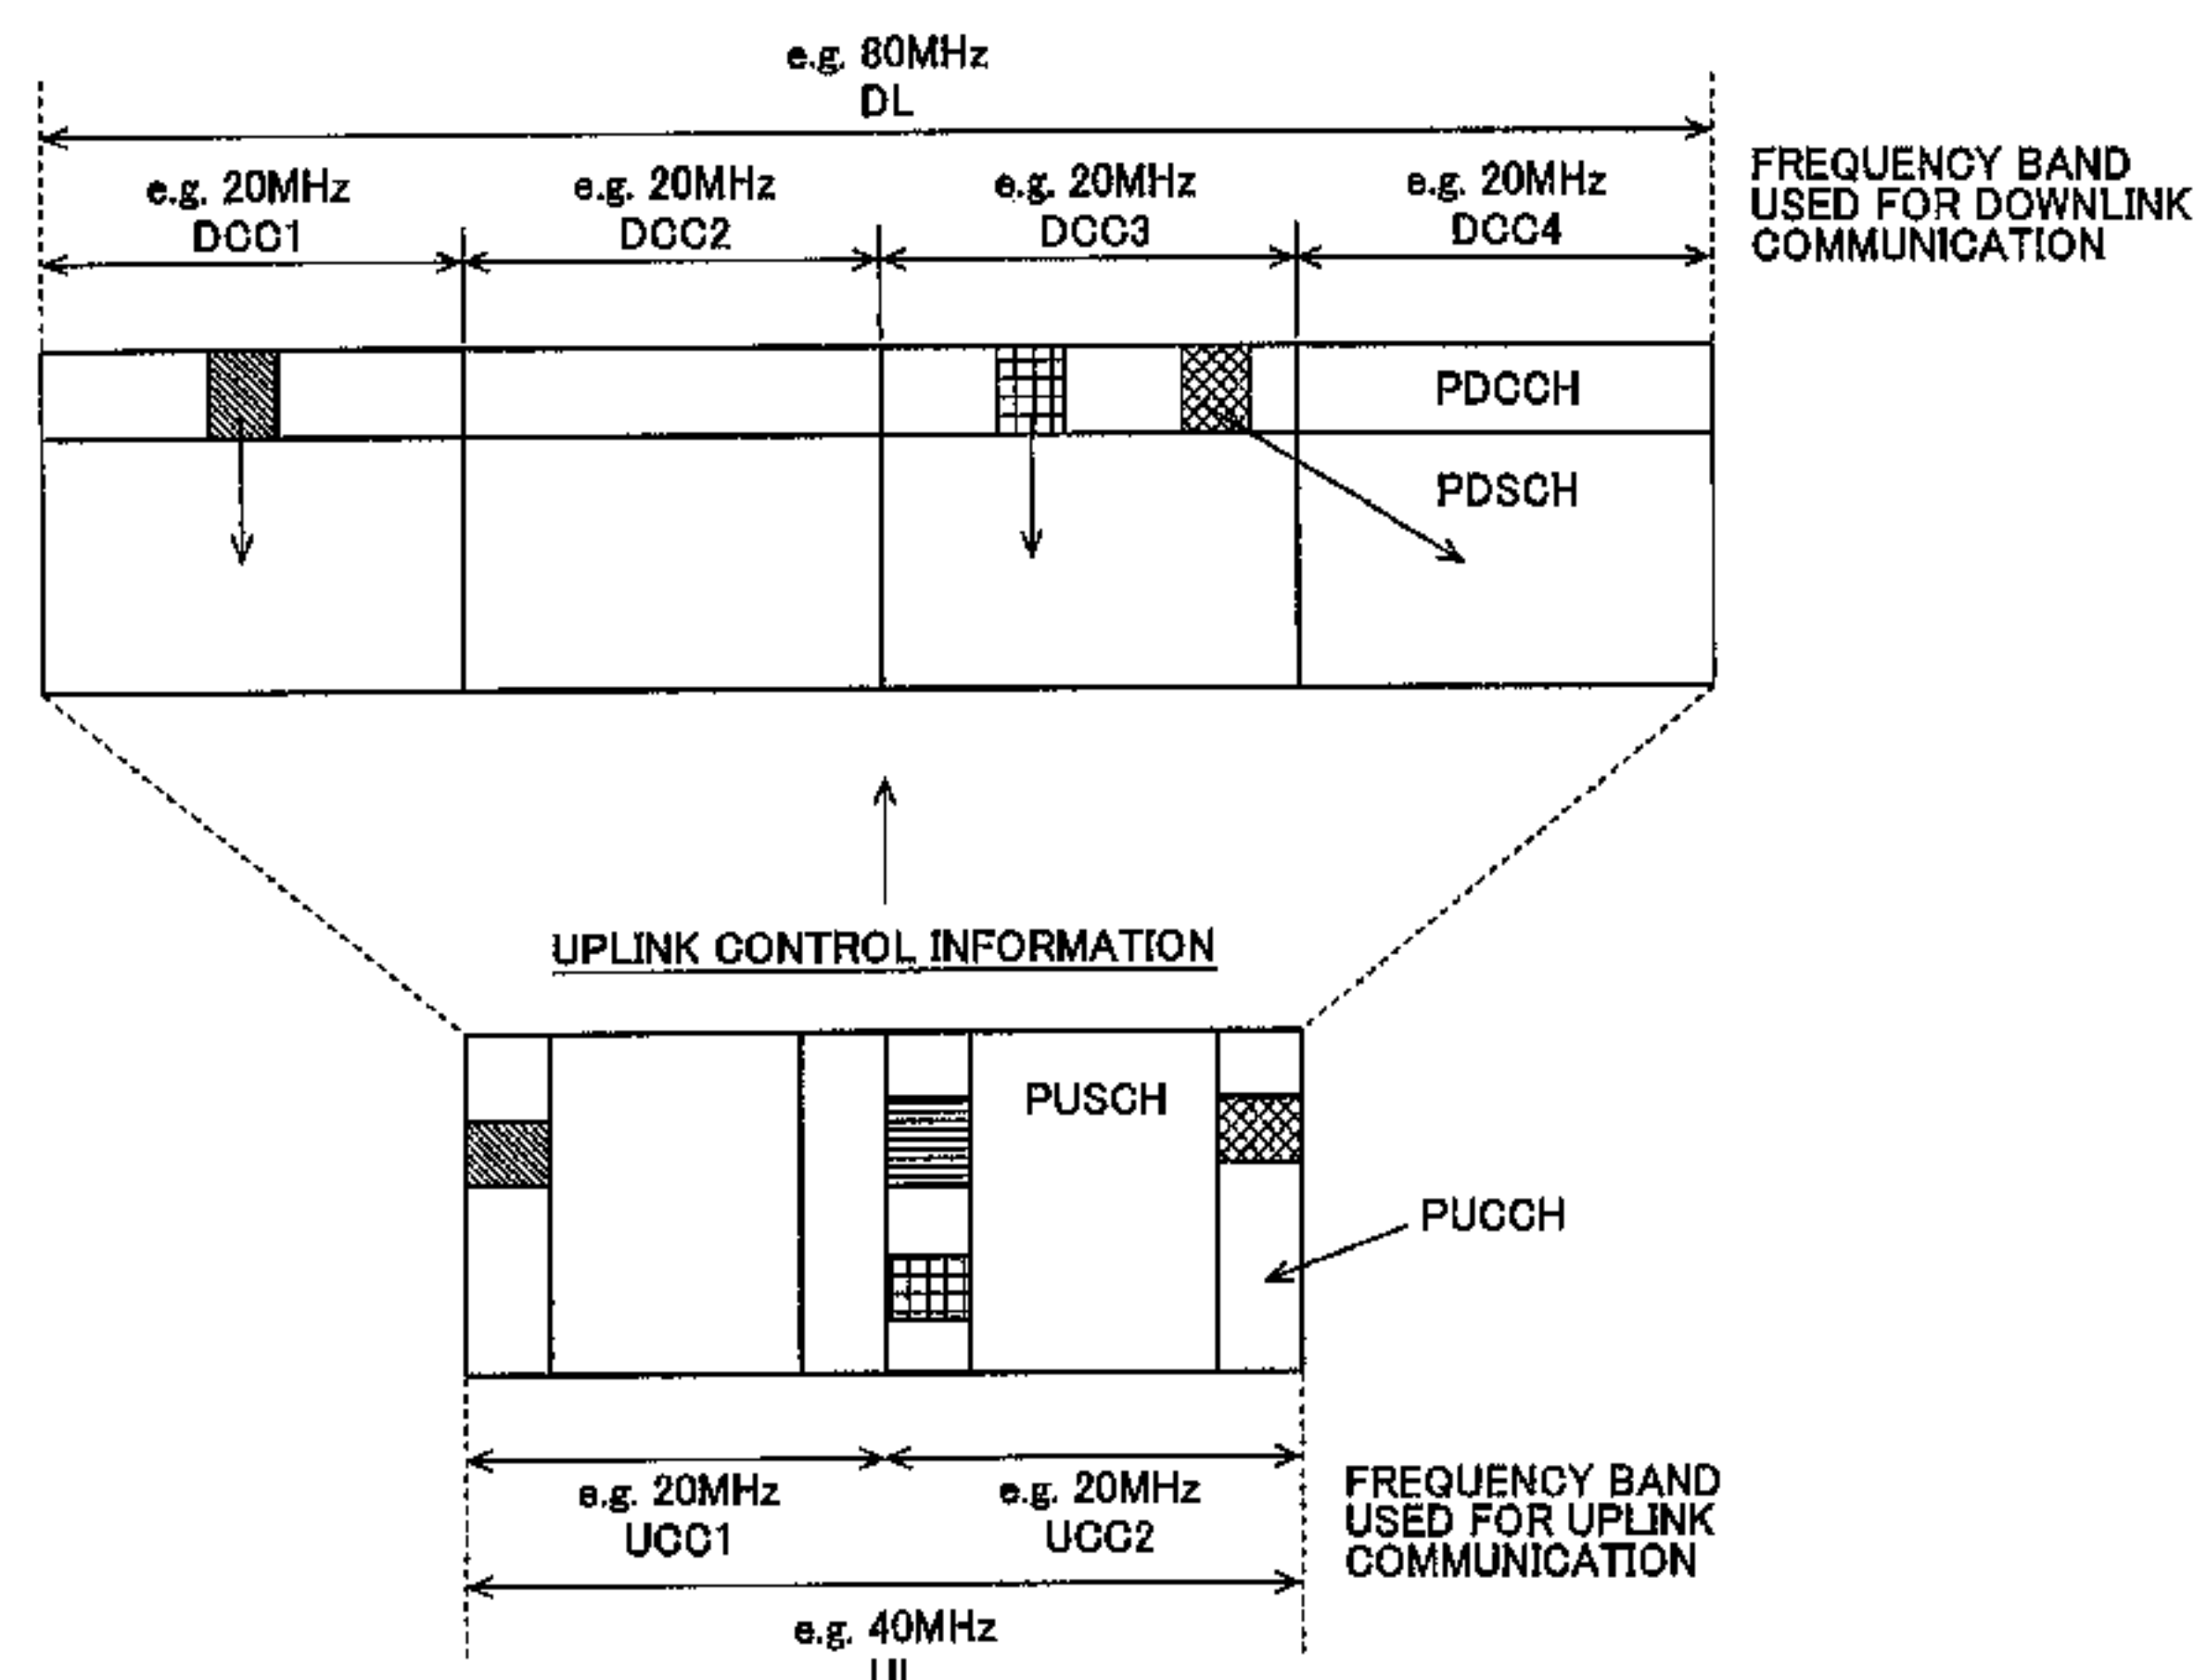 e.g. 80MHz
DL
e.g. 20MHz
DCC1
e.g. 20MHz
DCC2
e.g. 20MHz
DCC3
e.g. 20MHz
DCC4
FREQUENCY BAND
USED FOR DOWNLINK
COMMUNICATION
PDCCH
PDSCH
UPLINK CONTROL INFORMATION
PUSCH
PUCCH
e.g. 20MHz
UCC1
e.g. 20MHz
UCC2
FREQUENCY BAND
USED FOR UPLINK
COMMUNICATION
e.g. 40MHz